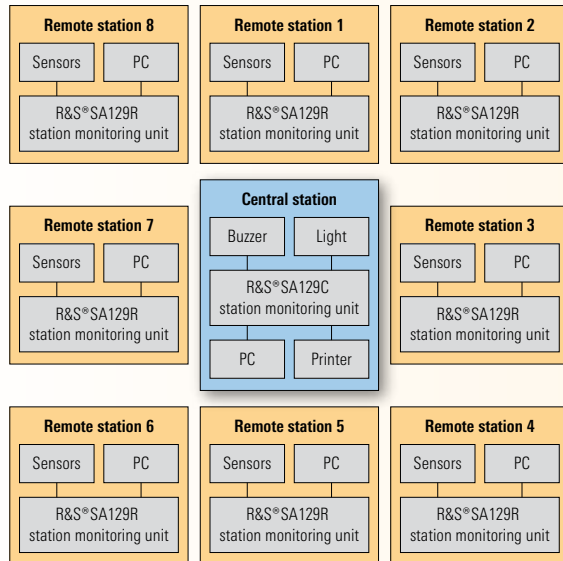 Remote station 8
Sensors
PC
R&S®SA129R
station monitoring unit
Remote station 1
Sensors
PC
R&S®SA129R
station monitoring unit
Remote station 2
Sensors
PC
R&S®SA129R
station monitoring unit
Remote station 7
Sensors
PC
R&S®SA129R
station monitoring unit
Central station
Buzzer
Light
R&S®SA129C
station monitoring unit
PC
Printer
Remote station 3
Sensors
PC
R&S®SA129R
station monitoring unit
Remote station 6
Sensors
PC
R&S®SA129R
station monitoring unit
Remote station 5
Sensors
PC
R&S®SA129R
station monitoring unit
Remote station 4
Sensors
PC
R&S®SA129R
station monitoring unit